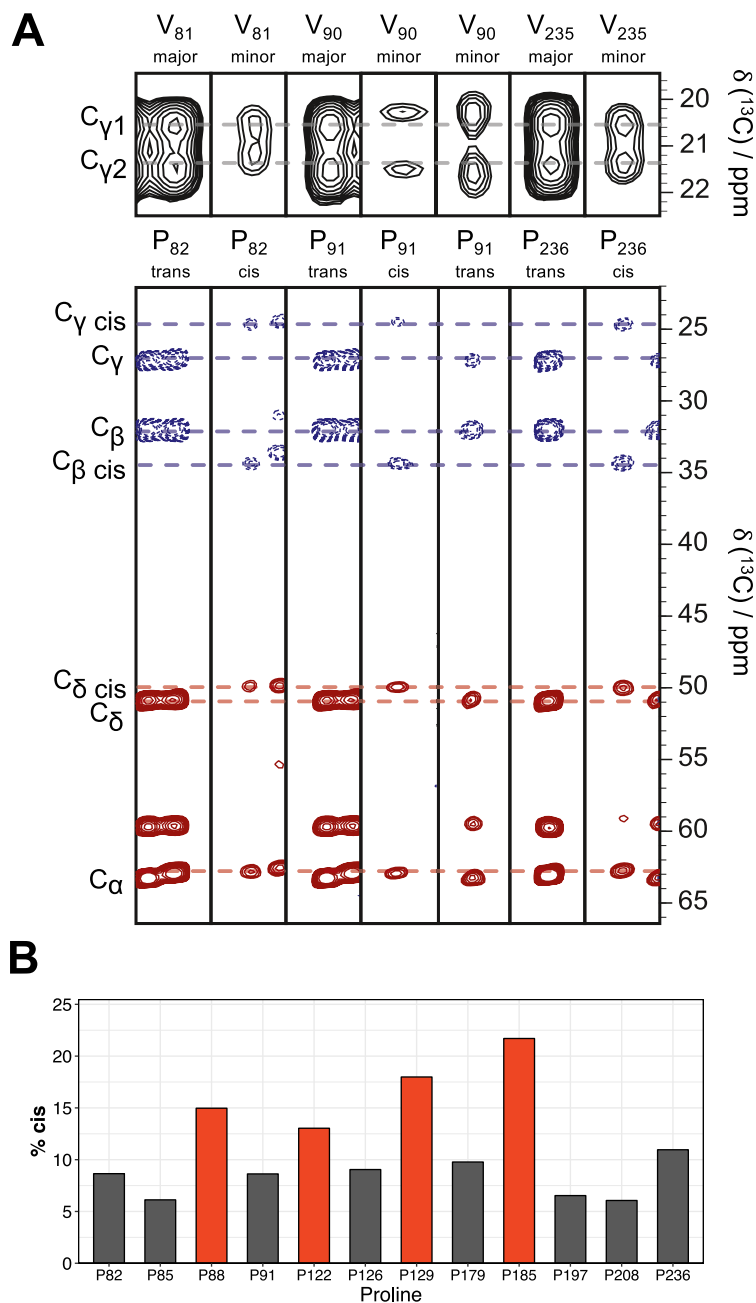 A
V81 V81 V90 V90 V90 V235 V235
major minor major minor minor major minor
δ (13C) / ppm
Cγ1
Cγ2
20
21
22
P82 P82 P91 P91 P91 P236 P236
trans cis trans cis trans trans cis
Cγ cis
Cγ
Cβ
Cβ cis
Cδ cis
Cδ
Cα
25
30
35
40
45
50
55
60
65
δ (13C) / ppm
B
% cis
25
20
15
10
5
0
P82 P85 P88 P91 P122 P126 P129 P179 P185 P197 P208 P236
Proline